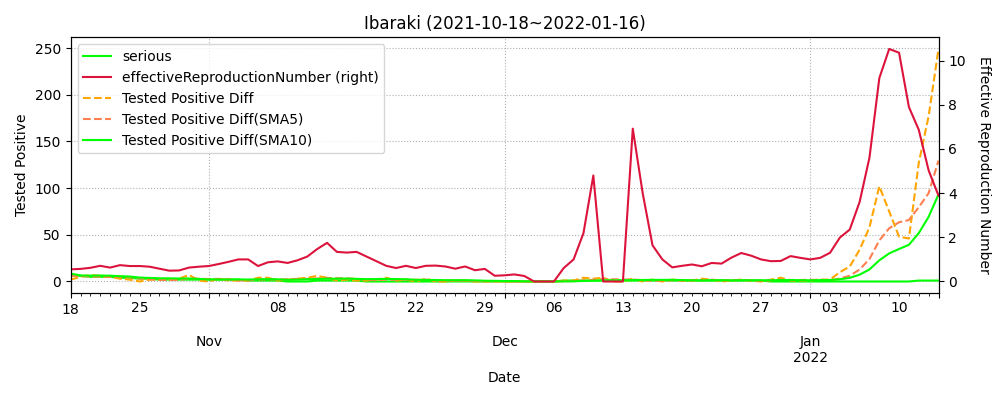 Ibaraki (2021-10-18~2022-01-16)
serious
effectiveReproductionNumber (right)
Tested Positive Diff
Tested Positive Diff(SMA5)
Tested Positive Diff(SMA10)
250
200
150
100
50
0
Tested Positive
10
8
6
4
2
0
Effective Reproduction Number
18 25 08 15 22 29 06 13 20 27 03 10
Nov Dec Jan
2022
Date